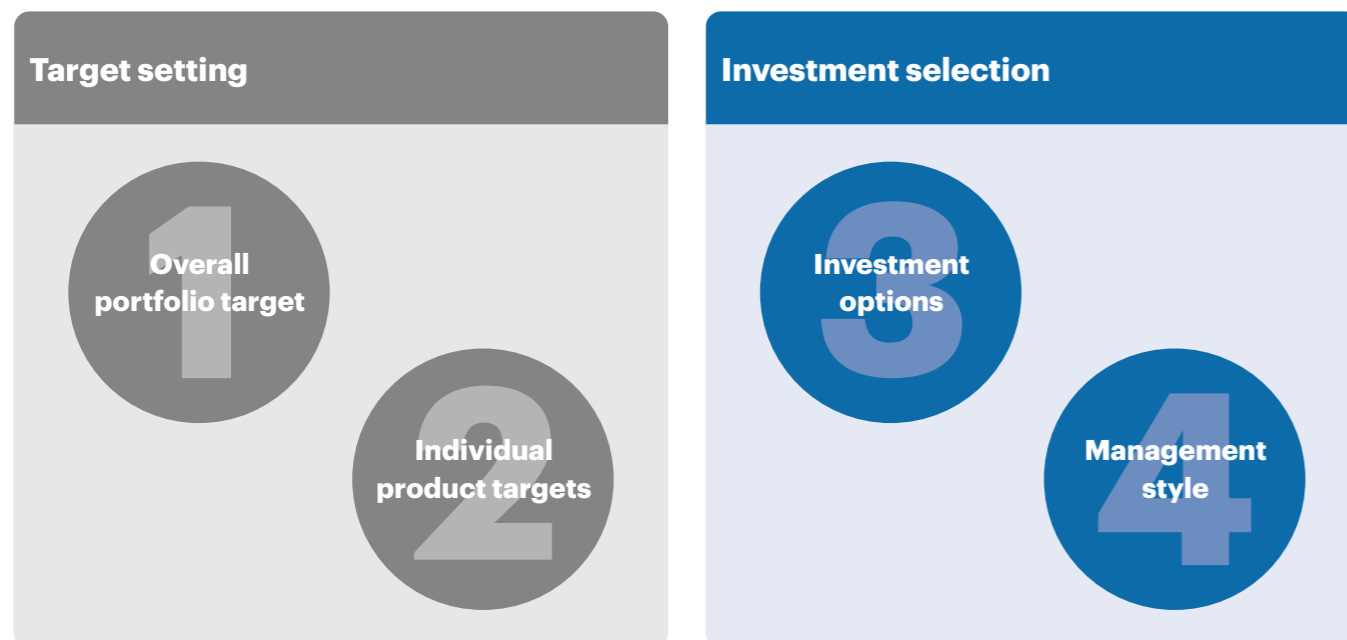 Target setting
1
Overall
portfolio target
2
Individual
product targets
Investment selection
3
Investment
options
4
Management
style